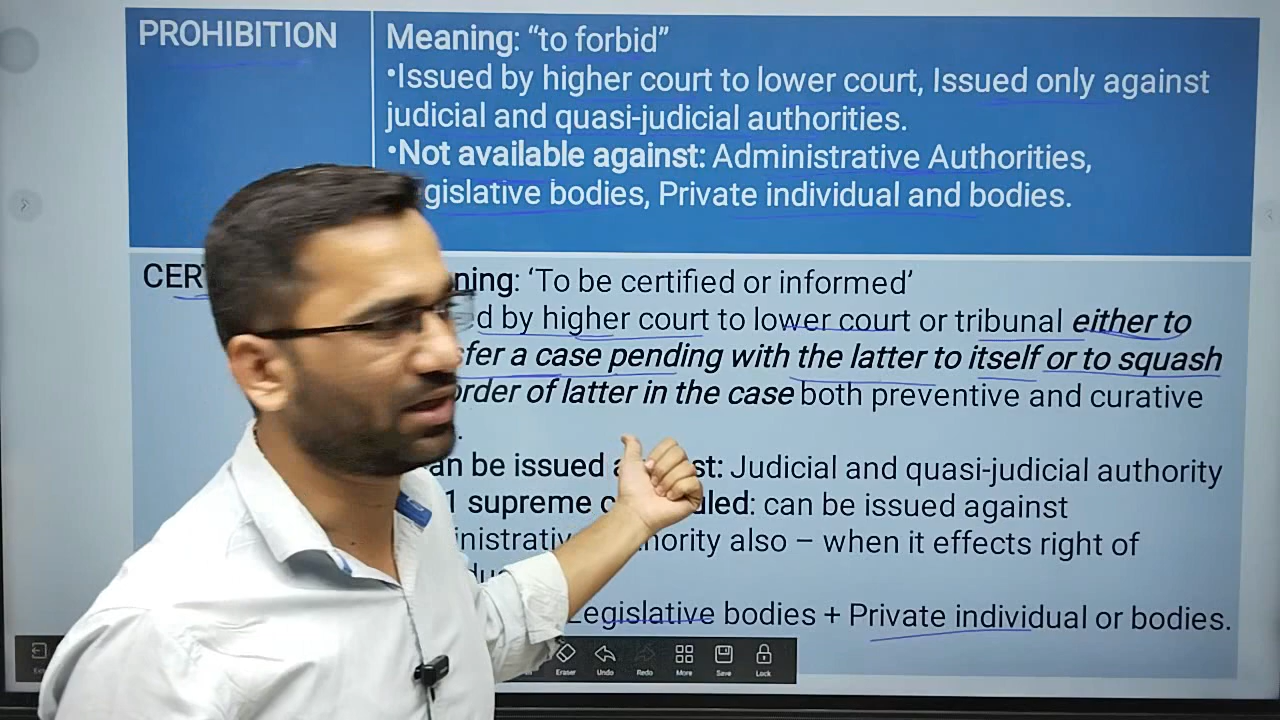 PROHIBITION
Meaning: “to forbid”
•Issued by higher court to lower court, Issued only against
judicial and quasi-judicial authorities.
•Not available against: Administrative Authorities,
gislative bodies, Private individual and bodies.
CER
ning: ‘To be certified or informed’
d by higher court to lower court or tribunal either to
fer a case pending with the latter to itself or to squash
order of latter in the case both preventive and curative
.
an be issued a st: Judicial and quasi-judicial authority
1 supreme c uled: can be issued against
inistrativ hority also – when it effects right of
Legislative bodies + Private individual or bodies.
Eraser Undo Redo More Save Lock